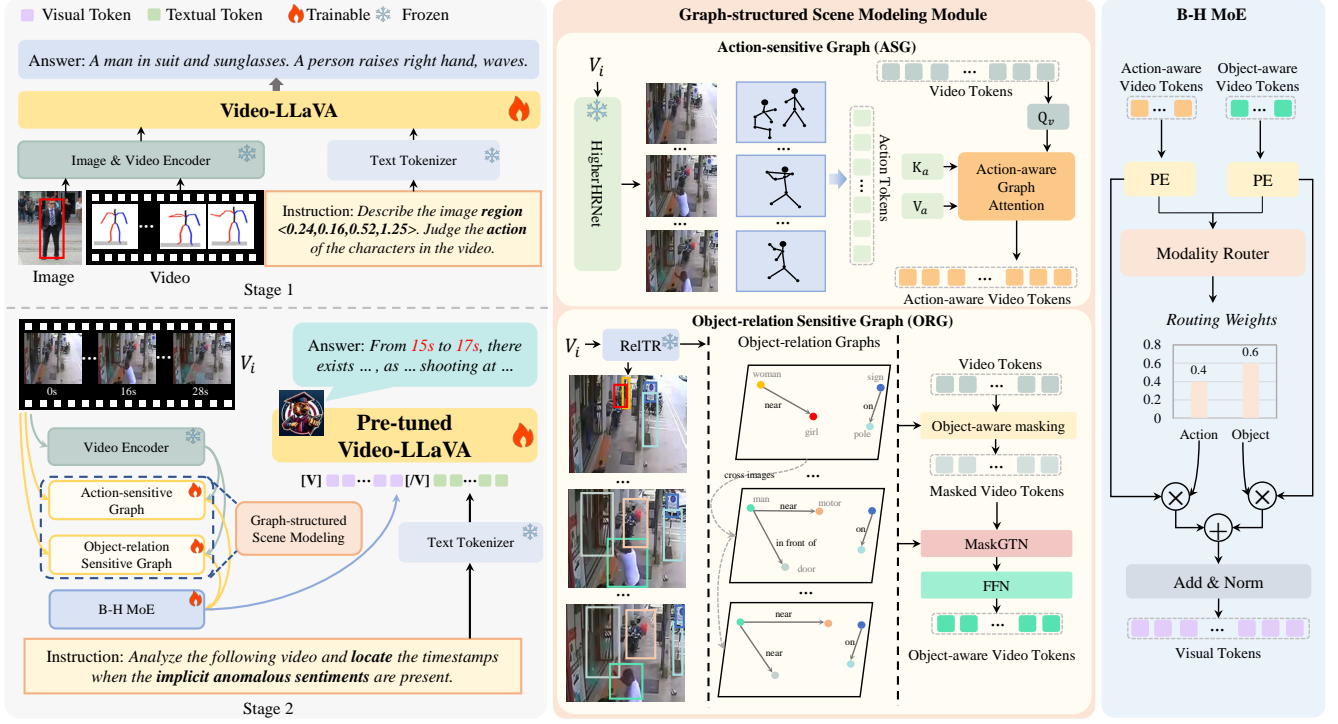 Visual Token
Textual Token
Trainable
Frozen
Answer: A man in suit and sunglasses. A person raises right hand, waves.
Video-LLaVA
Image & Video Encoder
Text Tokenizer
Instruction: Describe the image region
<0.24,0.16,0.52,1.25>. Judge the action
of the characters in the video.
...
Image
Video
Stage 1
0s
16s
28s
... ...
V_i
Answer: From 15s to 17s, there
exists ... , as ... shooting at ...
Pre-tuned
Video-LLaVA
Video Encoder
Action-sensitive
Graph
Object-relation
Sensitive Graph
Graph-structured
Scene Modeling
B-H MoE
[V] ... [/V] ...
Text Tokenizer
Instruction: Analyze the following video and locate the timestamps
when the implicit anomalous sentiments are present.
Stage 2
Graph-structured Scene Modeling Module
Action-sensitive Graph (ASG)
V_i
HigherHRNet
...
...
...
...
Action Tokens
...
...
Video Tokens
Q_v
K_a
V_a
Action-aware
Graph
Attention
...
Action-aware Video Tokens
Object-relation Sensitive Graph (ORG)
V_i
RelTR
...
...
Object-relation Graphs
woman
near
girl
sign
on
pole
cross images
...
man
near
motor
in front of
door
on
...
near
on
Video Tokens
...
Object-aware masking
...
Masked Video Tokens
MaskGTN
FFN
...
Object-aware Video Tokens
B-H MoE
Action-aware
Video Tokens
Object-aware
Video Tokens
...
...
PE
PE
Modality Router
Routing Weights
0.8
0.6
0.4
0.2
0
0.4
0.6
Action
Object
×
×
+
Add & Norm
...
Visual Tokens